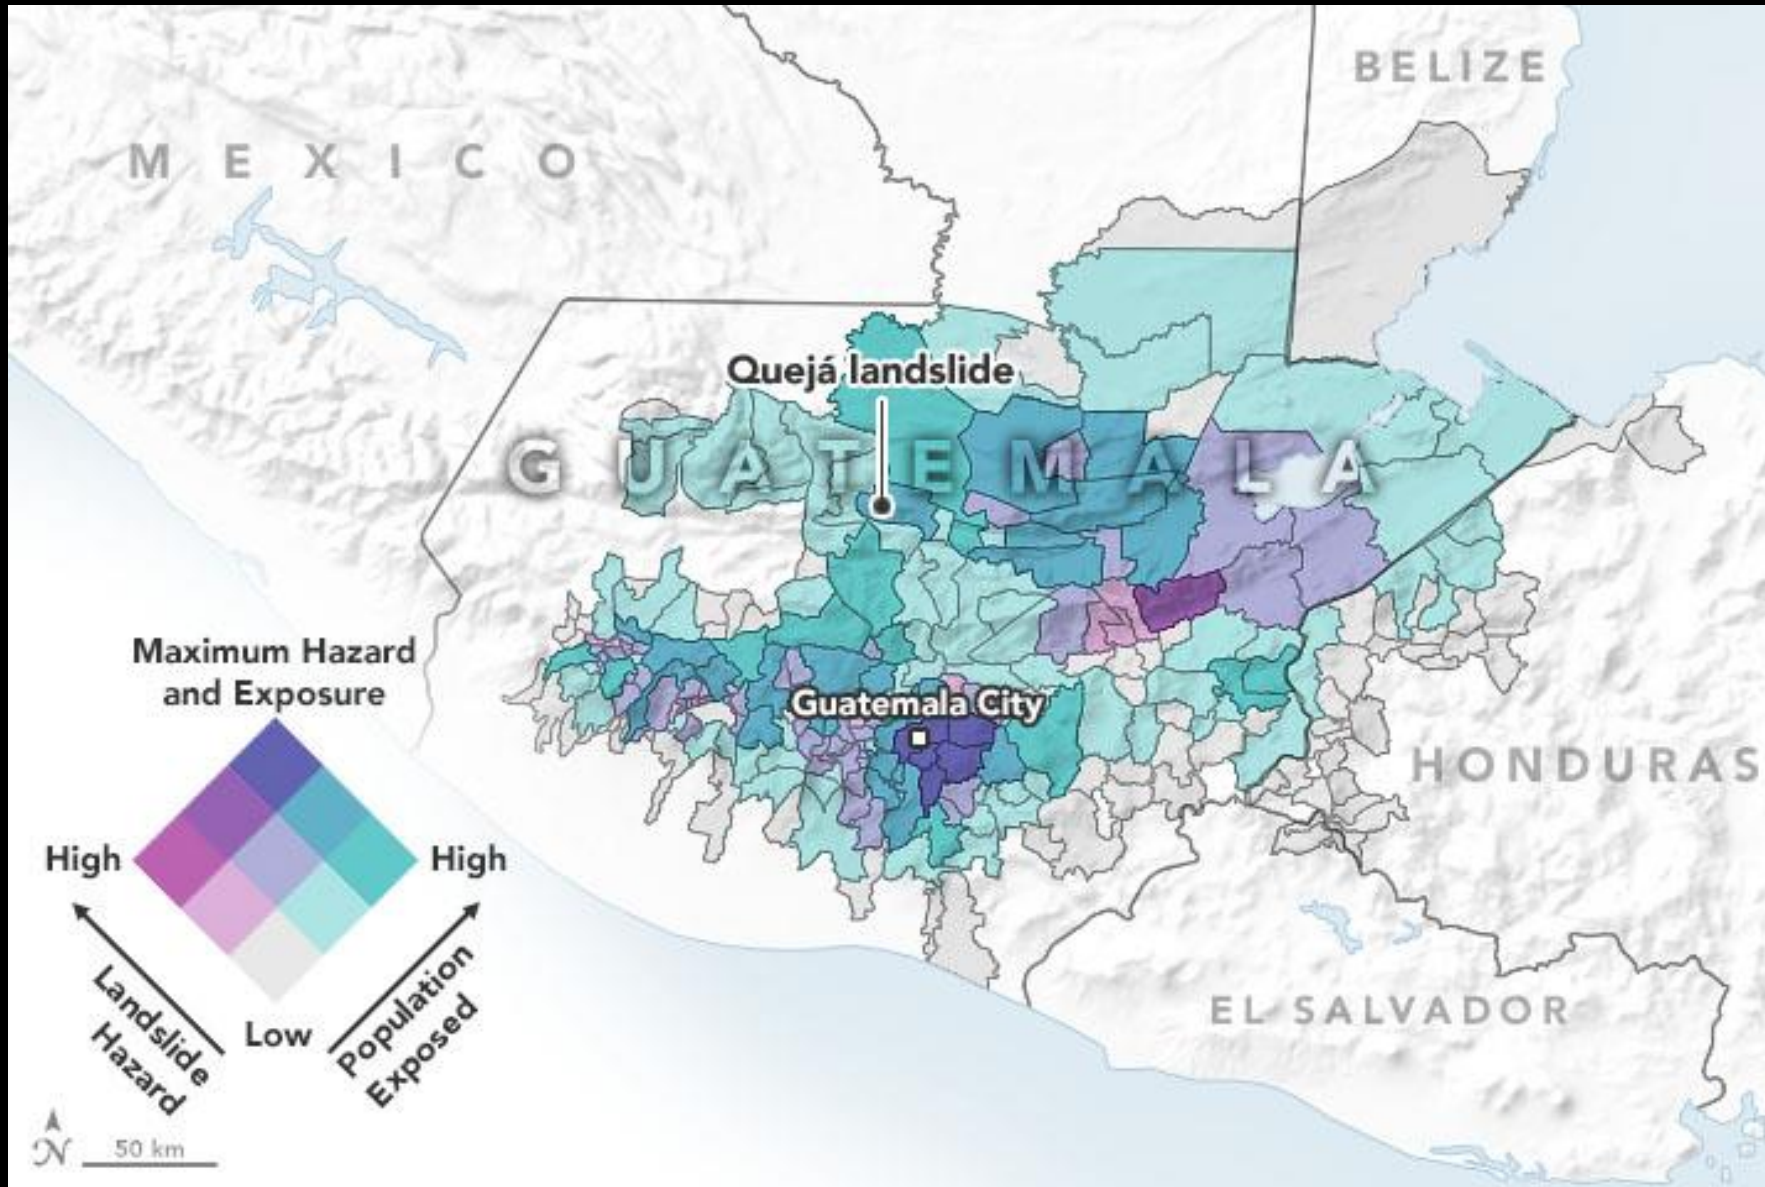 BELIZE
MEXICO
Quejá landslide
GUATEMALA
Maximum Hazard
and Exposure
Guatemala City
HONDURAS
High
High
Landslide
Hazard
Low
Population
Exposed
EL SALVADOR
N
50 km